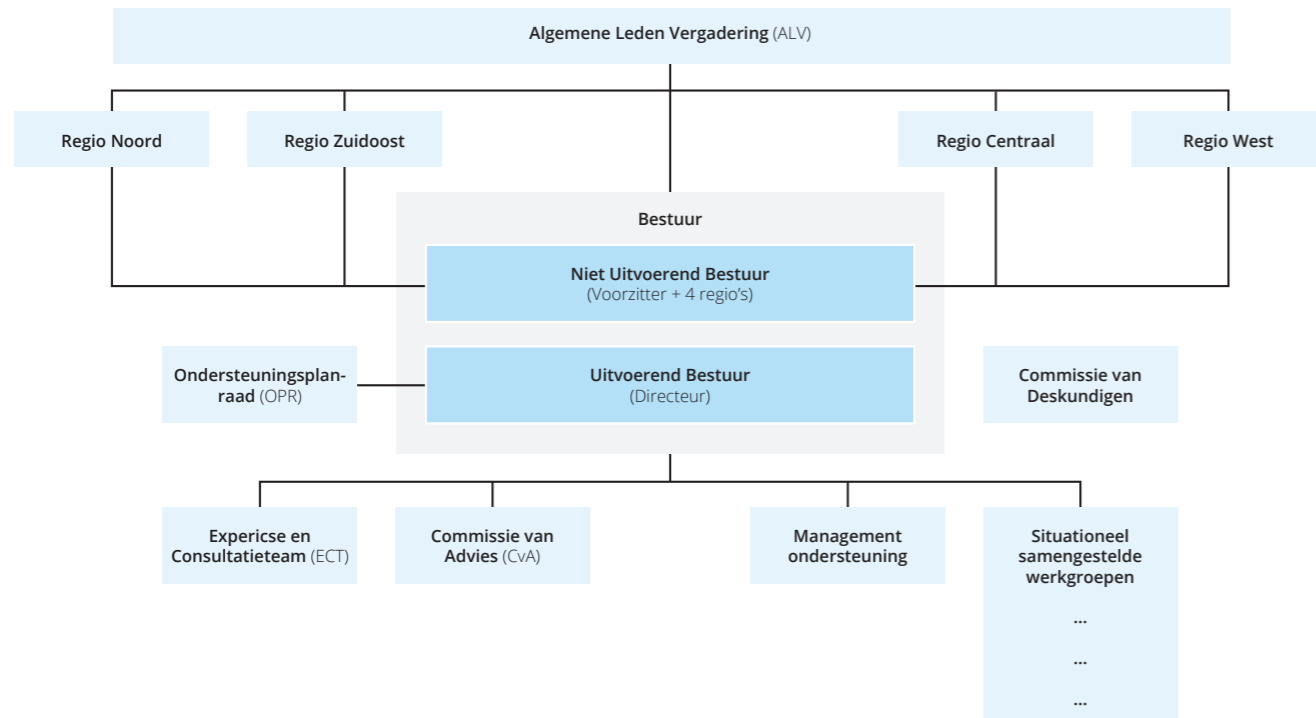 Algemene Leden Vergadering (ALV)
Regio Noord
Regio Zuidoost
Regio Centraal
Regio West
Bestuur
Niet Uitvoerend Bestuur
(Voorzitter + 4 regio's)
Ondersteuningsplan-
raad (OPR)
Uitvoerend Bestuur
(Directeur)
Commissie van
Deskundigen
Expericse en
Consultatieteam (ECT)
Commissie van
Advies (CvA)
Management
ondersteuning
Situationeel
samengestelde
werkgroepen
...
...
...